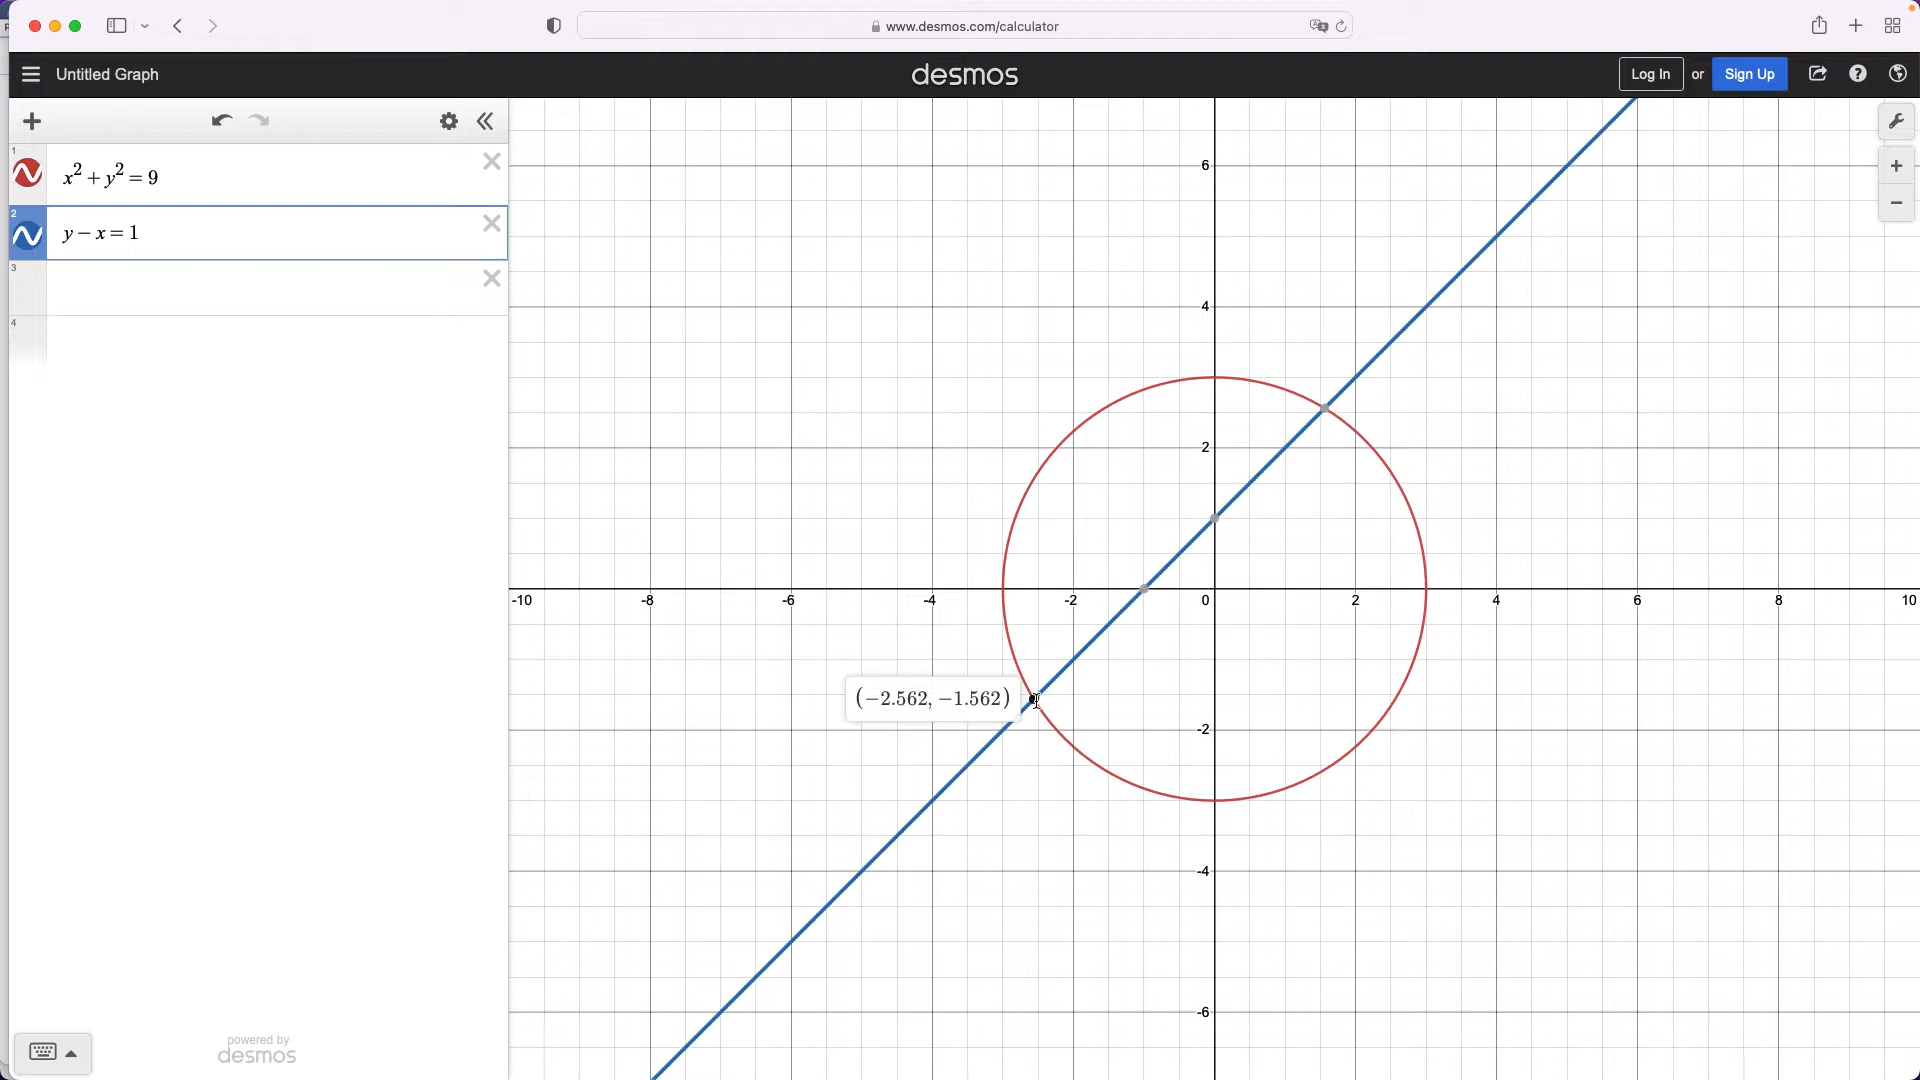 www.desmos.com/calculator
Untitled Graph
desmos
Log In or Sign Up
1
x² + y² = 9
2
y − x = 1
3
4
6
4
2
-10 -8 -6 -4 -2 0 2 4 6 8 10
(−2.562, −1.562)
-2
-4
-6
powered by
desmos